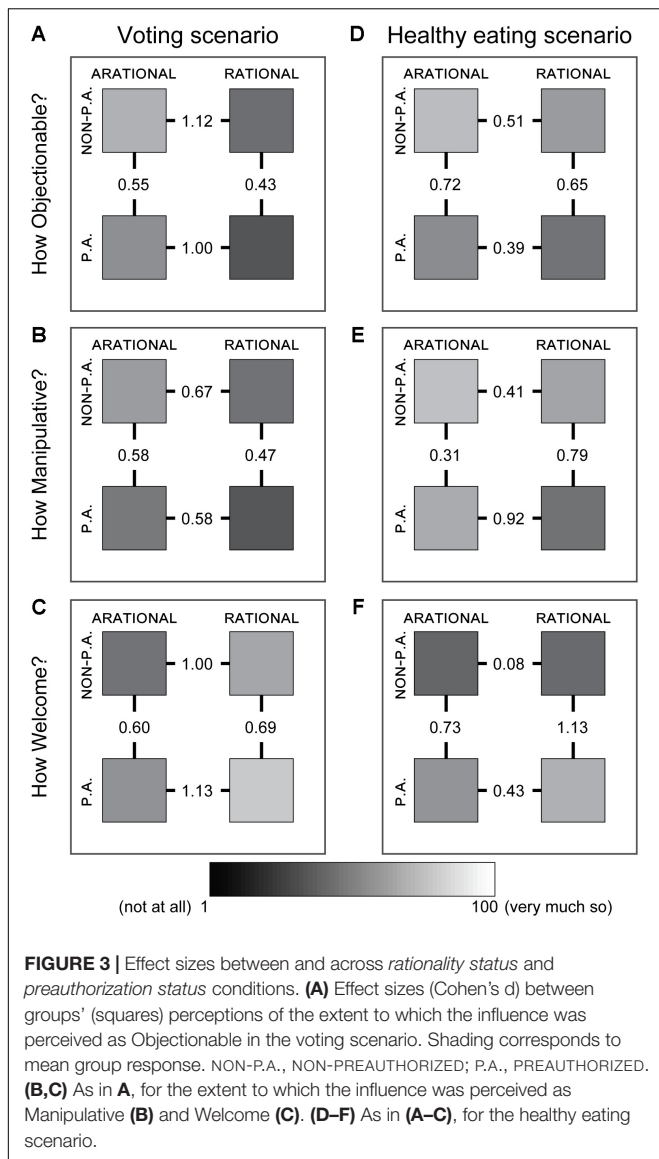 A Voting scenario D Healthy eating scenario
How Objectionable?
ARATIONAL RATIONAL
NON-P.A. 1.12
0.55 0.43
P.A. 1.00
ARATIONAL RATIONAL
NON-P.A. 0.51
0.72 0.65
P.A. 0.39
B E
How Manipulative?
ARATIONAL RATIONAL
NON-P.A. 0.67
0.58 0.47
P.A. 0.58
ARATIONAL RATIONAL
NON-P.A. 0.41
0.31 0.79
P.A. 0.92
C F
How Welcome?
ARATIONAL RATIONAL
NON-P.A. 1.00
0.60 0.69
P.A. 1.13
ARATIONAL RATIONAL
NON-P.A. 0.08
0.73 1.13
P.A. 0.43
(not at all) 1 100 (very much so)
FIGURE 3 | Effect sizes between and across rationality status and
preauthorization status conditions. (A) Effect sizes (Cohen's d) between
groups' (squares) perceptions of the extent to which the influence was
perceived as Objectionable in the voting scenario. Shading corresponds to
mean group response. NON-P.A., NON-PREAUTHORIZED; P.A., PREAUTHORIZED.
(B,C) As in A, for the extent to which the influence was perceived as
Manipulative (B) and Welcome (C). (D–F) As in (A–C), for the healthy eating
scenario.